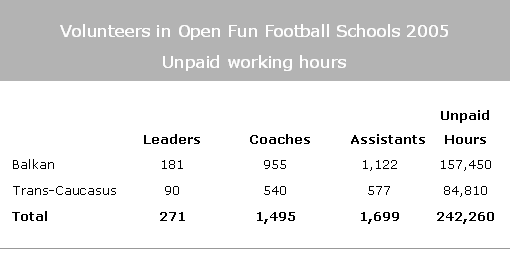 Volunteers in Open Fun Football Schools 2005
Unpaid working hours
Unpaid
Leaders Coaches Assistants Hours
Balkan 181 955 1,122 157,450
Trans-Caucasus 90 540 577 84,810
Total 271 1,495 1,699 242,260